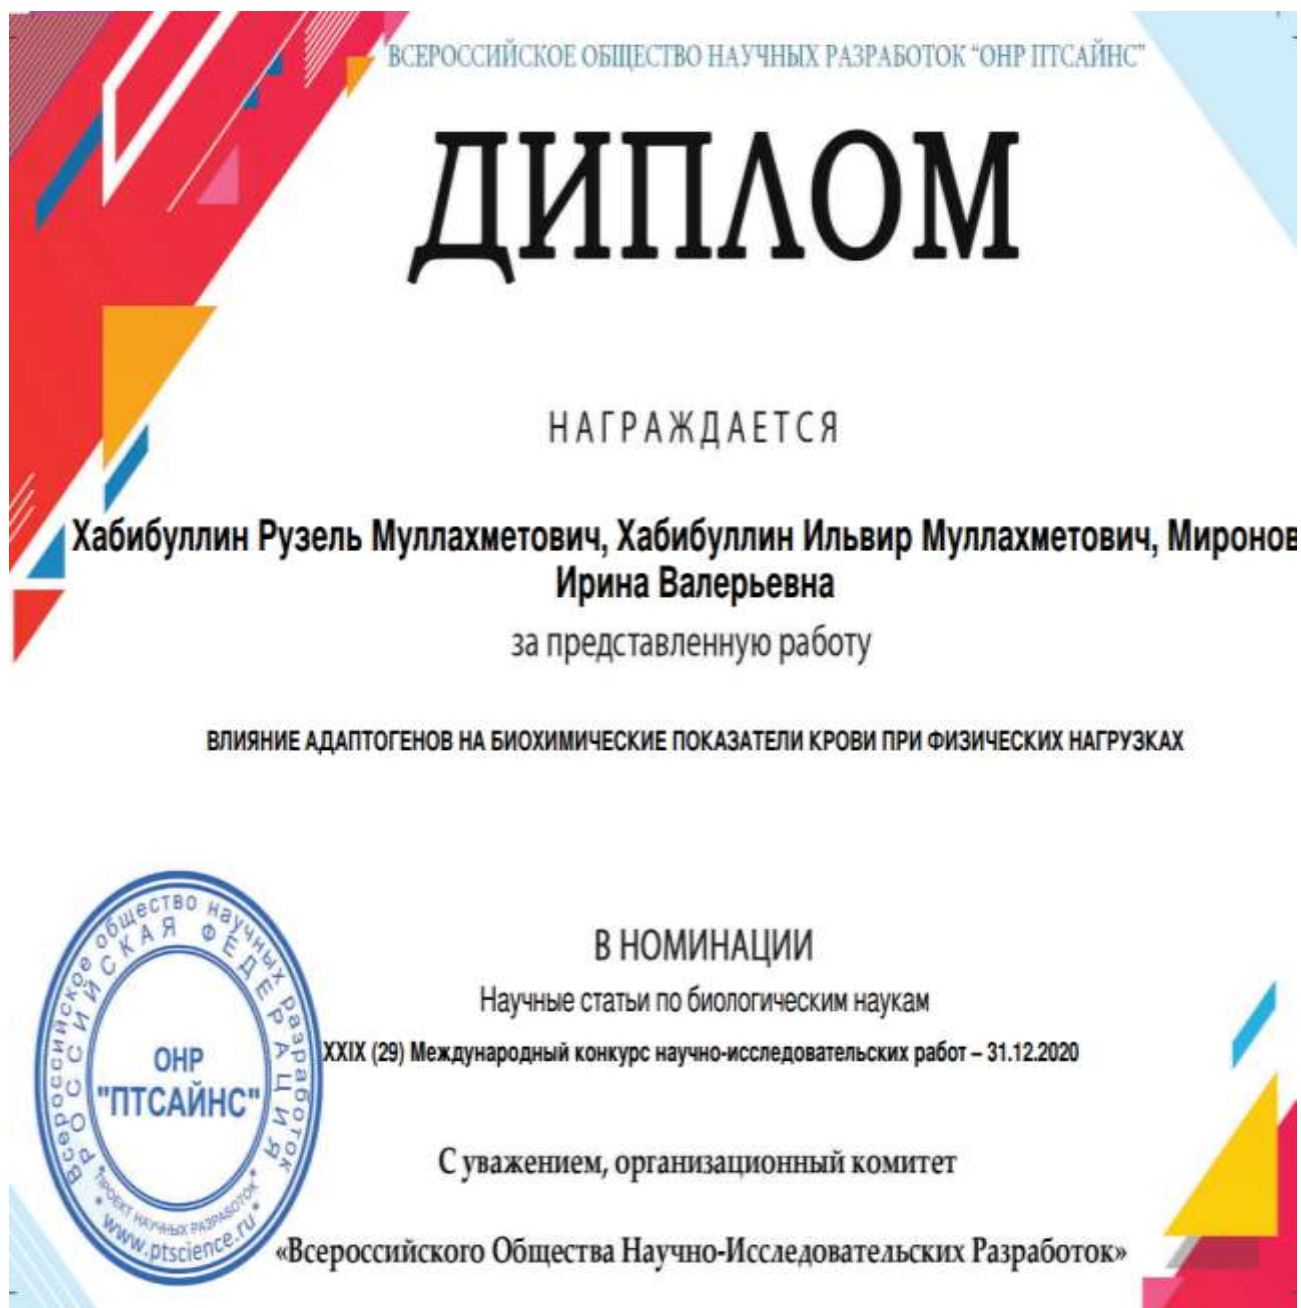 ВСЕРОССИЙСКОЕ ОБЩЕСТВО НАУЧНЫХ РАЗРАБОТОК “ОНР ПТСАЙНС”
ДИПЛОМ
НАГРАЖДАЕТСЯ
Хабибуллин Рузель Муллахметович, Хабибуллин Ильвир Муллахметович, Миронов
Ирина Валерьевна
за представленную работу
ВЛИЯНИЕ АДАПТОГЕНОВ НА БИОХИМИЧЕСКИЕ ПОКАЗАТЕЛИ КРОВИ ПРИ ФИЗИЧЕСКИХ НАГРУЗКАХ
В НОМИНАЦИИ
Научные статьи по биологическим наукам
XXIX (29) Международный конкурс научно-исследовательских работ – 31.12.2020
С уважением, организационный комитет
«Всероссийского Общества Научно-Исследовательских Разработок»
Всероссийское общество научных разработок
РОССИЙСКАЯ ФЕДЕРАЦИЯ
ОНР
"ПТСАЙНС"
"ПРОЕКТ НАУЧНЫХ РАЗРАБОТОК"
* www.ptscience.ru *